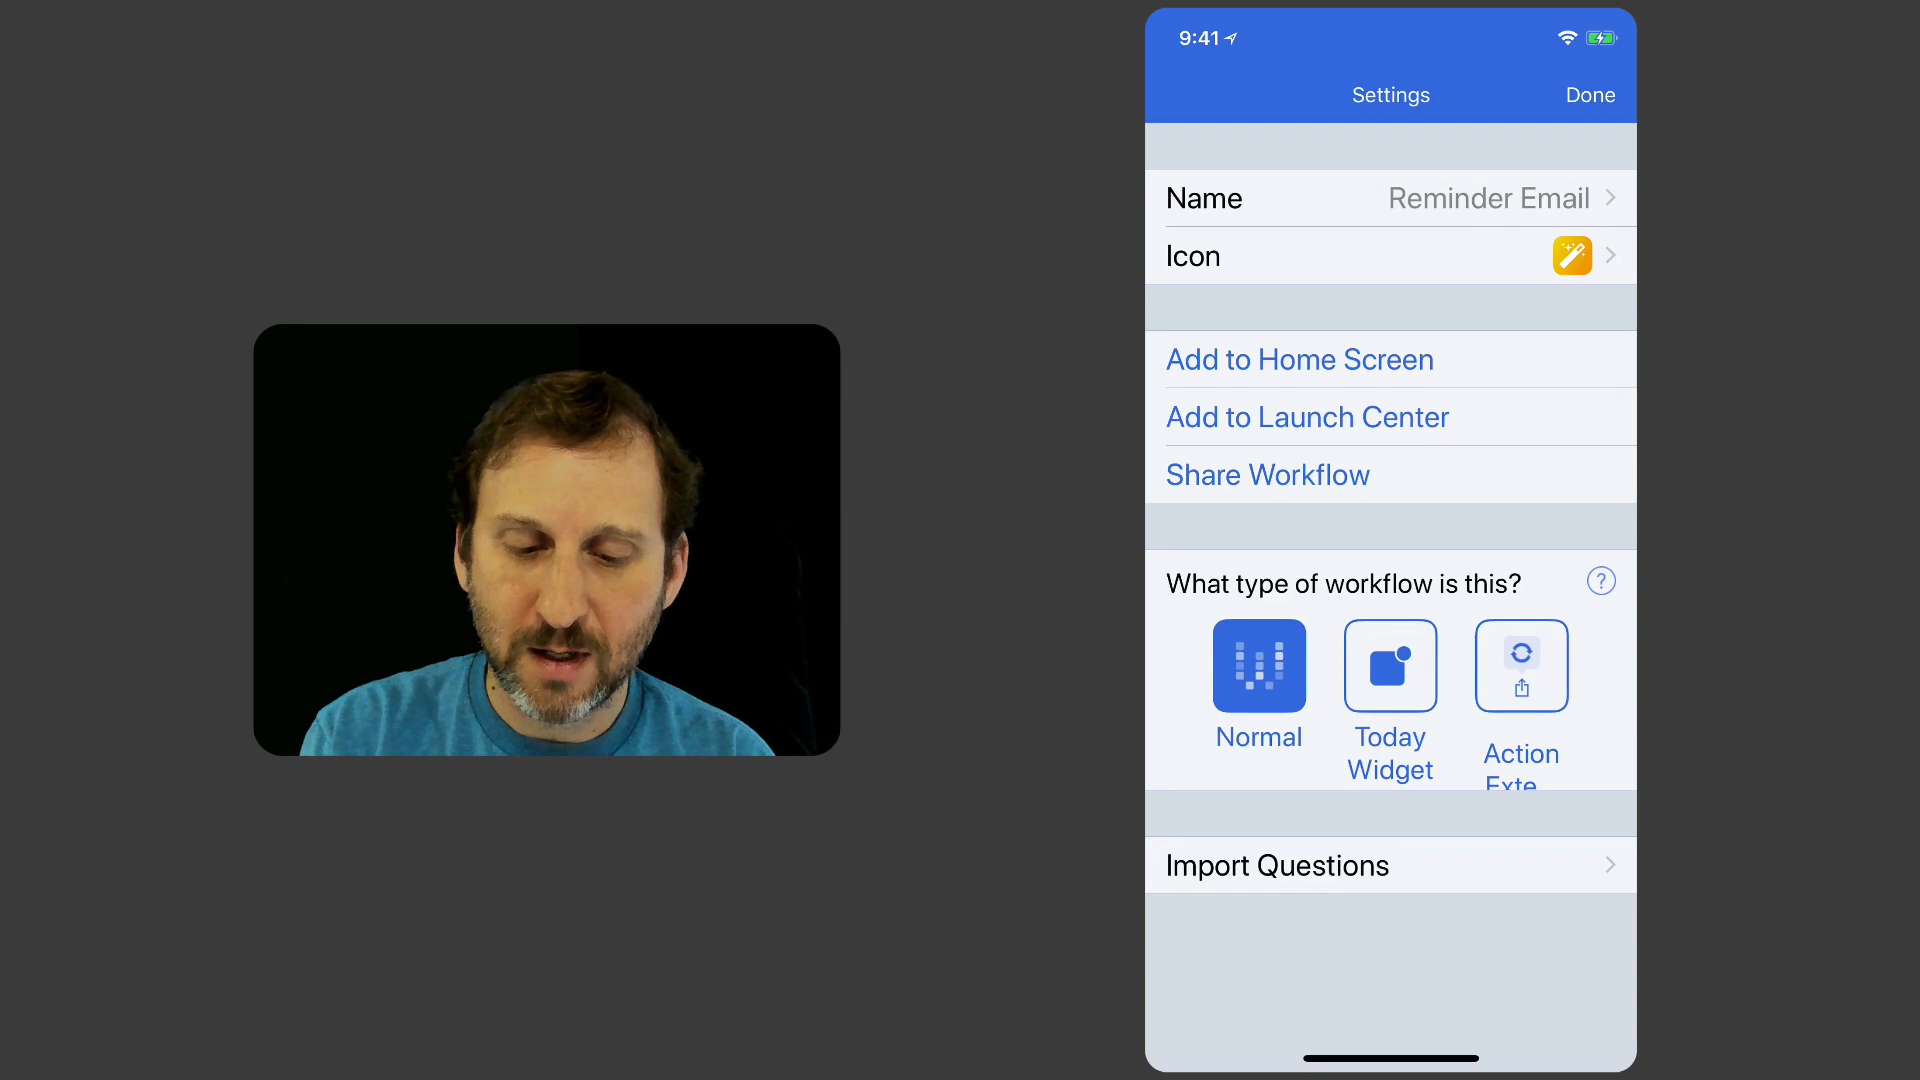 9:41
Settings
Done
Name
Reminder Email
Icon
Add to Home Screen
Add to Launch Center
Share Workflow
What type of workflow is this?
?
Normal
Today
Widget
Action
Exte
Import Questions